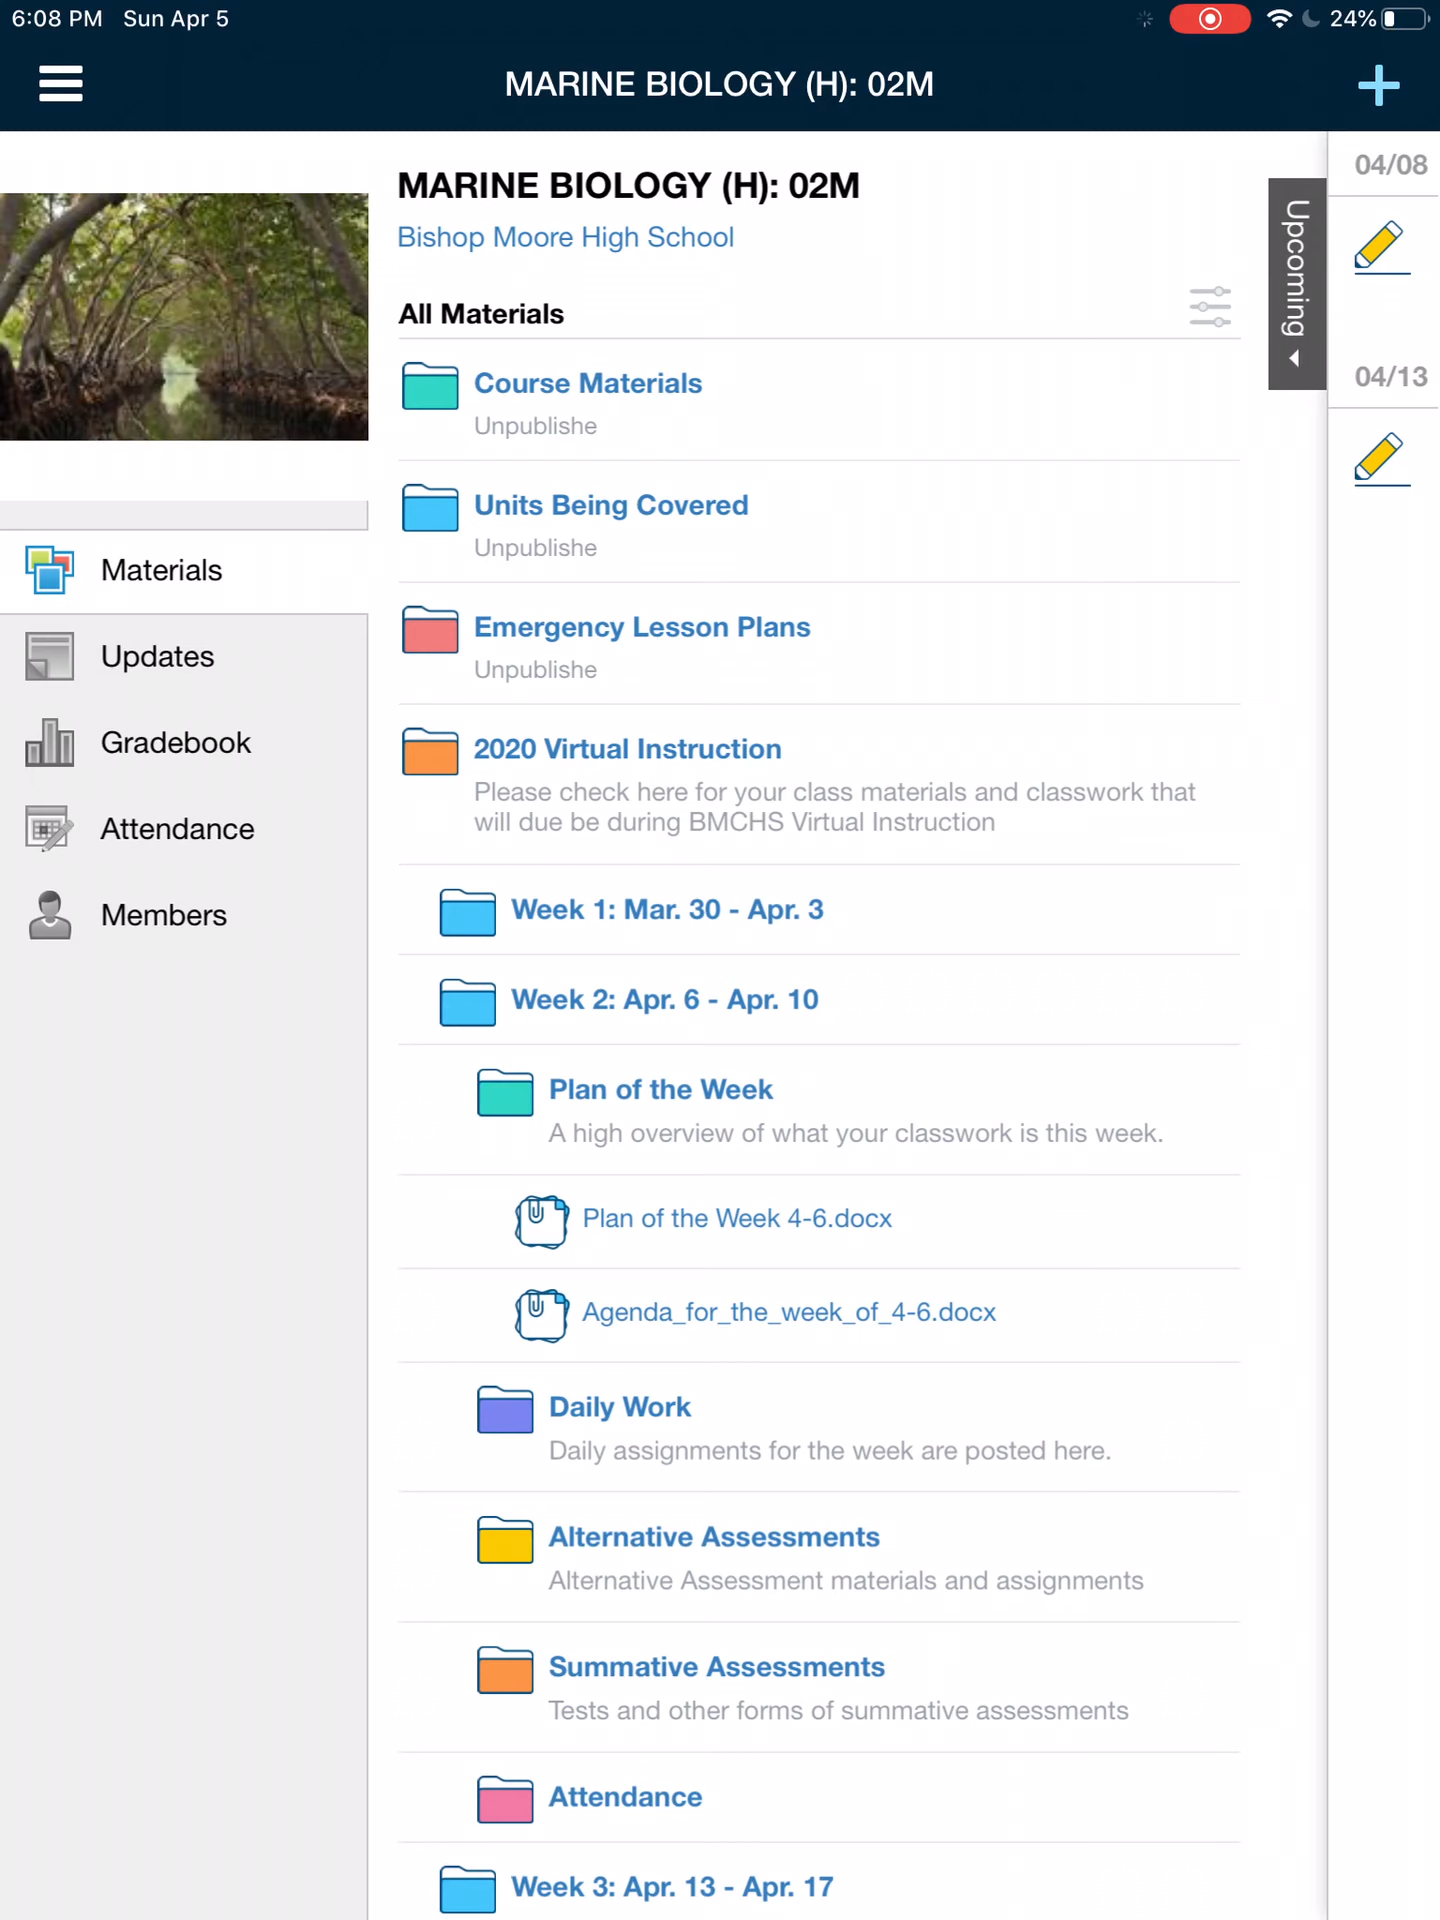 6:08 PM Sun Apr 5
24%
MARINE BIOLOGY (H): 02M
MARINE BIOLOGY (H): 02M
Bishop Moore High School
All Materials
Course Materials
Unpublishe
Units Being Covered
Unpublishe
Emergency Lesson Plans
Unpublishe
2020 Virtual Instruction
Please check here for your class materials and classwork that
will due be during BMCHS Virtual Instruction
Week 1: Mar. 30 - Apr. 3
Week 2: Apr. 6 - Apr. 10
Plan of the Week
A high overview of what your classwork is this week.
Plan of the Week 4-6.docx
Agenda_for_the_week_of_4-6.docx
Daily Work
Daily assignments for the week are posted here.
Alternative Assessments
Alternative Assessment materials and assignments
Summative Assessments
Tests and other forms of summative assessments
Attendance
Week 3: Apr. 13 - Apr. 17
Materials
Updates
Gradebook
Attendance
Members
Upcoming
04/08
04/13